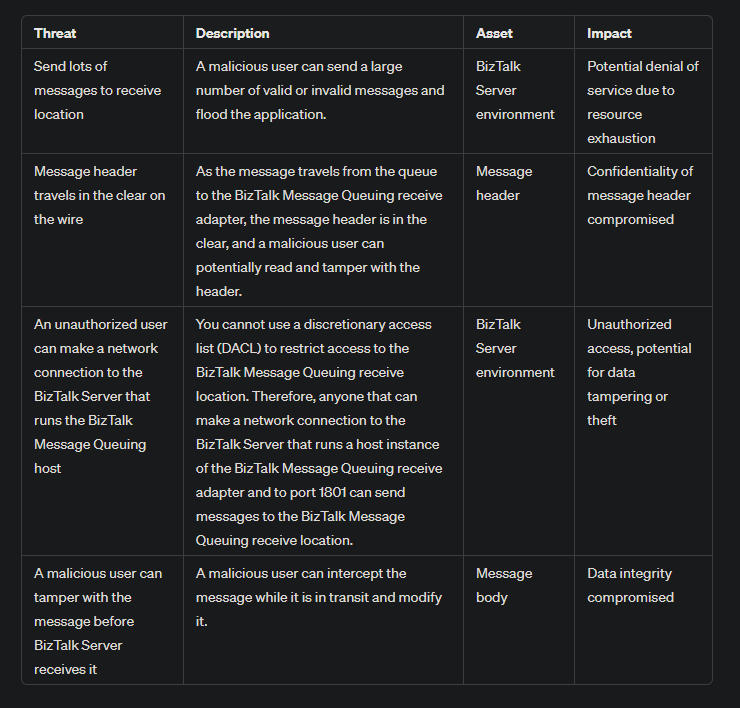 Threat
Description
Asset
Impact
Send lots of
messages to receive
location
A malicious user can send a large
number of valid or invalid messages and
flood the application.
BizTalk
Server
environment
Potential denial of
service due to
resource
exhaustion
Message header
travels in the clear on
the wire
As the message travels from the queue
to the BizTalk Message Queuing receive
adapter, the message header is in the
clear, and a malicious user can
potentially read and tamper with the
header.
Message
header
Confidentiality of
message header
compromised
An unauthorized user
can make a network
connection to the
BizTalk Server that
runs the BizTalk
Message Queuing
host
You cannot use a discretionary access
list (DACL) to restrict access to the
BizTalk Message Queuing receive
location. Therefore, anyone that can
make a network connection to the
BizTalk Server that runs a host instance
of the BizTalk Message Queuing receive
adapter and to port 1801 can send
messages to the BizTalk Message
Queuing receive location.
BizTalk
Server
environment
Unauthorized
access, potential
for data
tampering or
theft
A malicious user can
tamper with the
message before
BizTalk Server
receives it
A malicious user can intercept the
message while it is in transit and modify
it.
Message
body
Data integrity
compromised